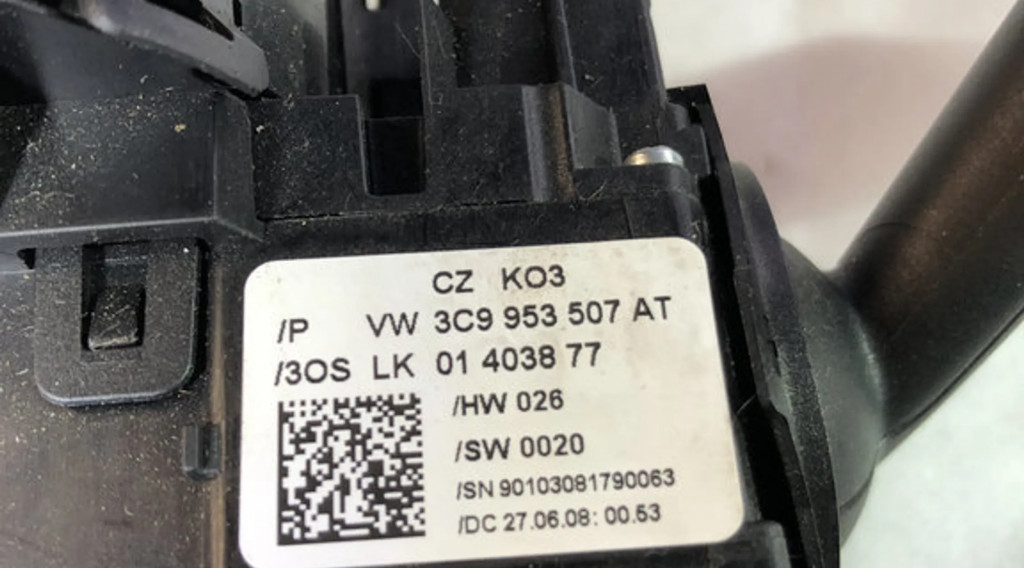 CZ KO3
/P VW 3C9 953 507 AT
/3OS LK 01 4038 77
/HW 026
/SW 0020
/SN 90103081790063
/DC 27.06.08: 00.53